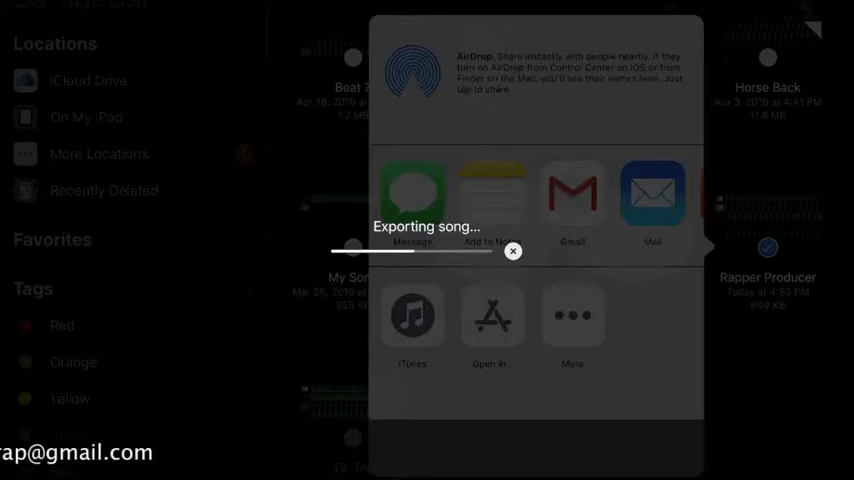 Locations
iCloud Drive
On My iPad
More Locations
Recently Deleted
Favorites
Tags
Red
Orange
Yellow
Beat 7
Apr 18, 2019 at
1.2 MB
Horse Back
Apr 3, 2019 at 4:41 PM
11.8 MB
AirDrop. Share instantly with people nearby. If they
turn on AirDrop from Control Center on iOS or from
Finder on the Mac, you'll see their names here. Just
tap to share.
Exporting song...
Message
Add to Notes
Gmail
Mail
My Son
Mar 26, 2019 at
355 KB
Rapper Producer
Today at 4:52 PM
649 KB
iTunes
Open In...
More
Tic To
rap@gmail.com